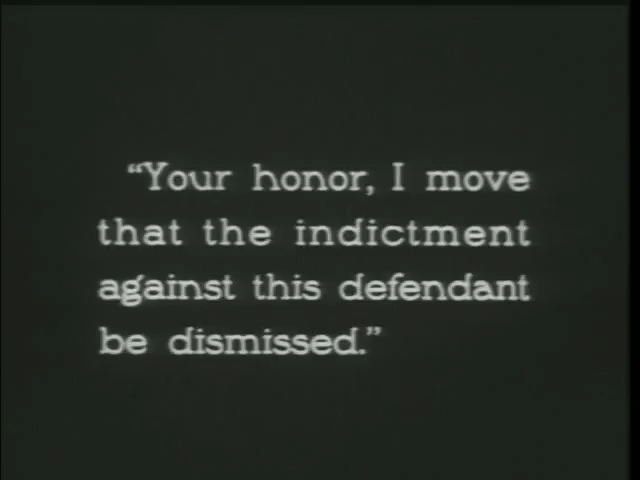 “Your honor, I move
that the indictment
against this defendant
be dismissed.”